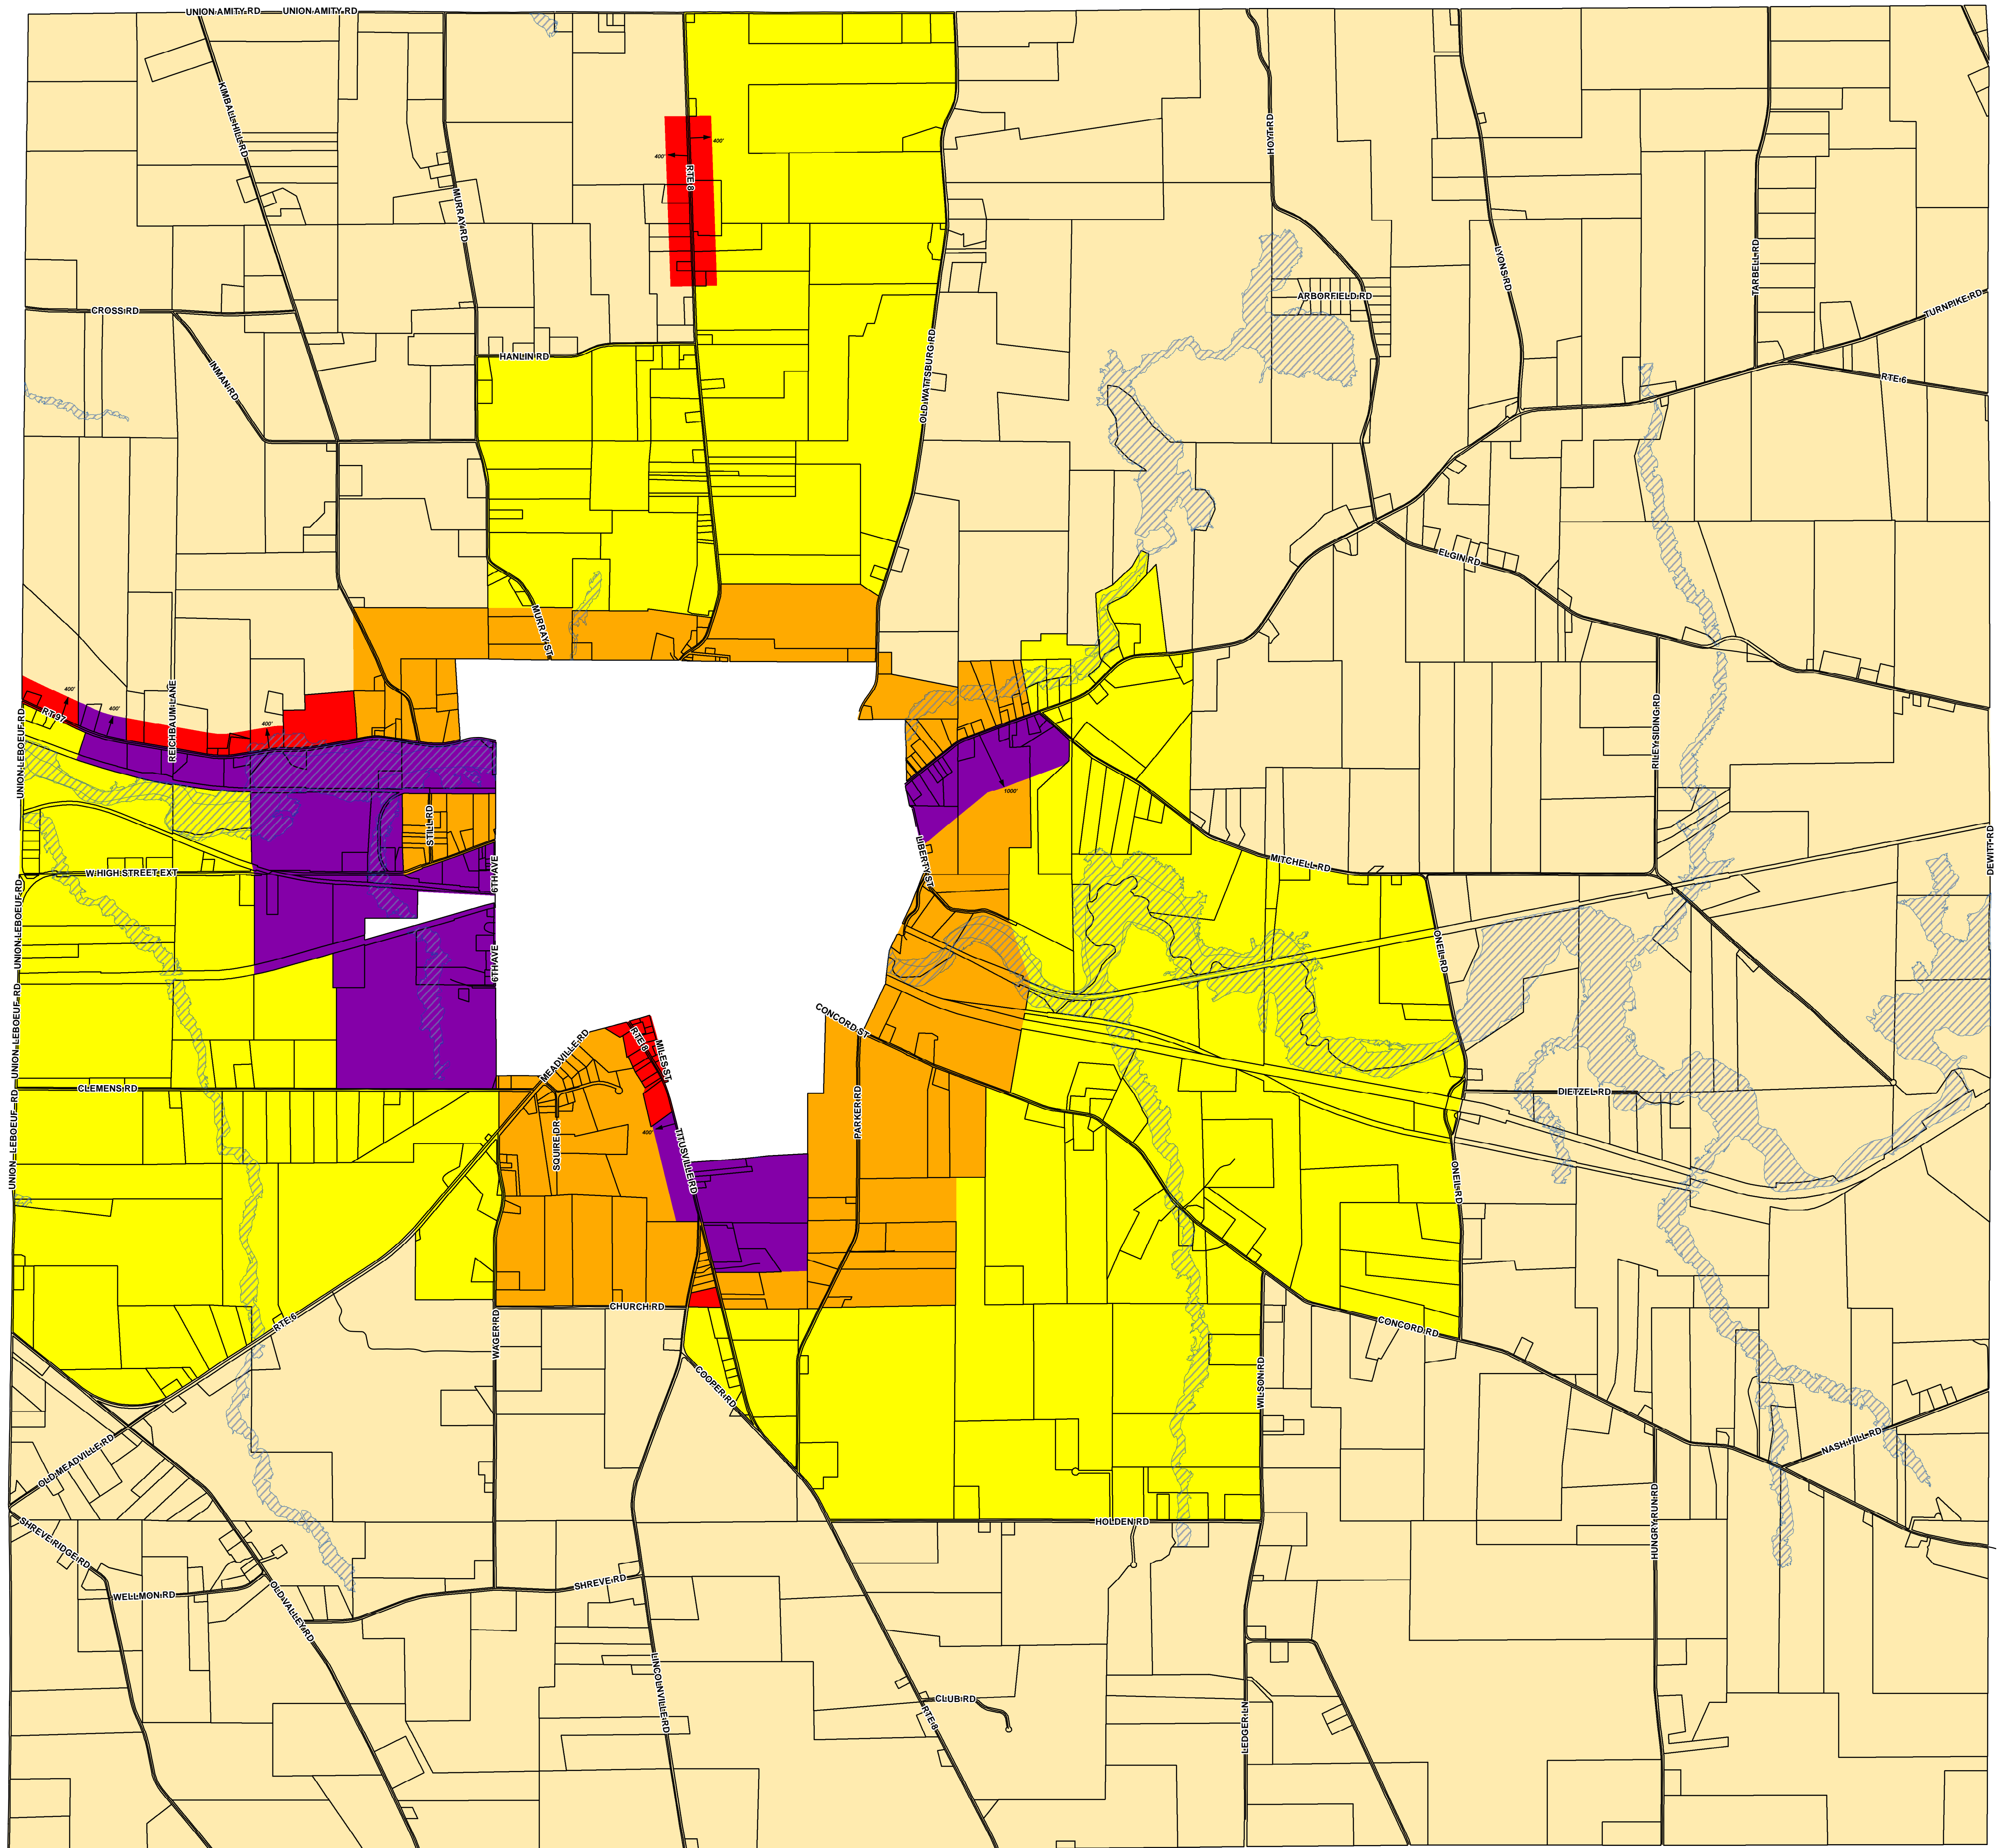 UNION AMITY RD
UNION AMITY RD
KIMBALL HILL RD
MURRAY RD
400'
400'
RTE 8
HOYT RD
LYONS RD
TARBELL RD
ARBORFIELD RD
TURNPIKE RD
CROSS RD
INMAN RD
HANLIN RD
OLD WATTSBURG RD
RTE 6
ELGIN RD
MURRAY ST
REICHBAUM LANE
400'
400'
400'
RT 97
UNION LEBOEUF RD
RILEY SIDING RD
1000'
STILL RD
LIBERTY ST
MITCHELL RD
DEWITT RD
W HIGH STREET EXT
6TH AVE
UNION LEBOEUF RD
UNION LEBOEUF RD
6TH AVE
ONEIL RD
CONCORD ST
UNION LEBOEUF RD
MEADVILLE RD
RTE 8
MILES ST
CLEMENS RD
PARKER RD
DIETZEL RD
UNION LEBOEUF RD
SQUIRE DR
400'
TITUSVILLE RD
ONEIL RD
CHURCH RD
RTE 6
WAGER RD
CONCORD RD
COOPER RD
WILSON RD
OLD MEADVILLE RD
NASH HILL RD
SHREVE RIDGE RD
HOLDEN RD
HUNGRY RUN RD
WELLMON RD
OLD VALLEY RD
SHREVE RD
LINCOLNVILLE RD
CLUB RD
RTE 8
LEDGER LN